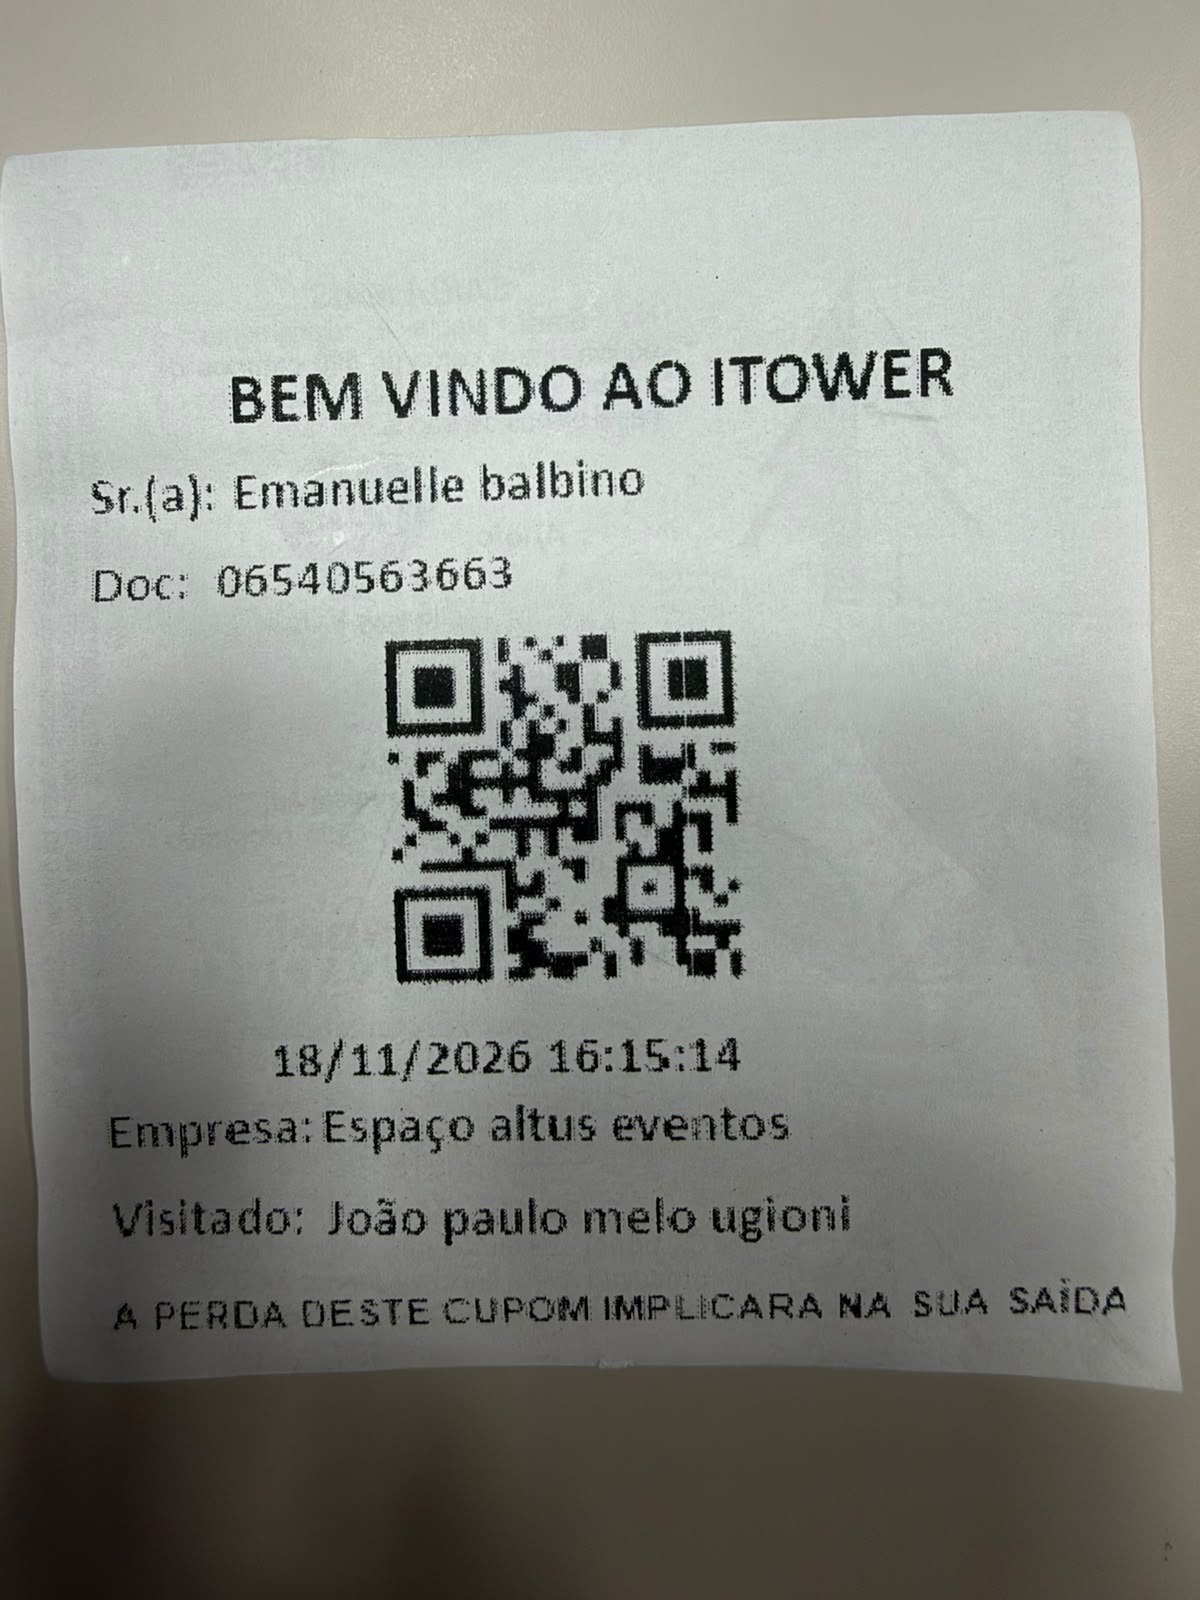 BEM VINDO AO ITOWER
Sr.(a): Emanuelle balbino
Doc: 06540563663
18/11/2026 16:15:14
Empresa: Espaço altus eventos
Visitado: João paulo melo ugioni
A PERDA DESTE CUPOM IMPLICARA NA SUA SAÍDA